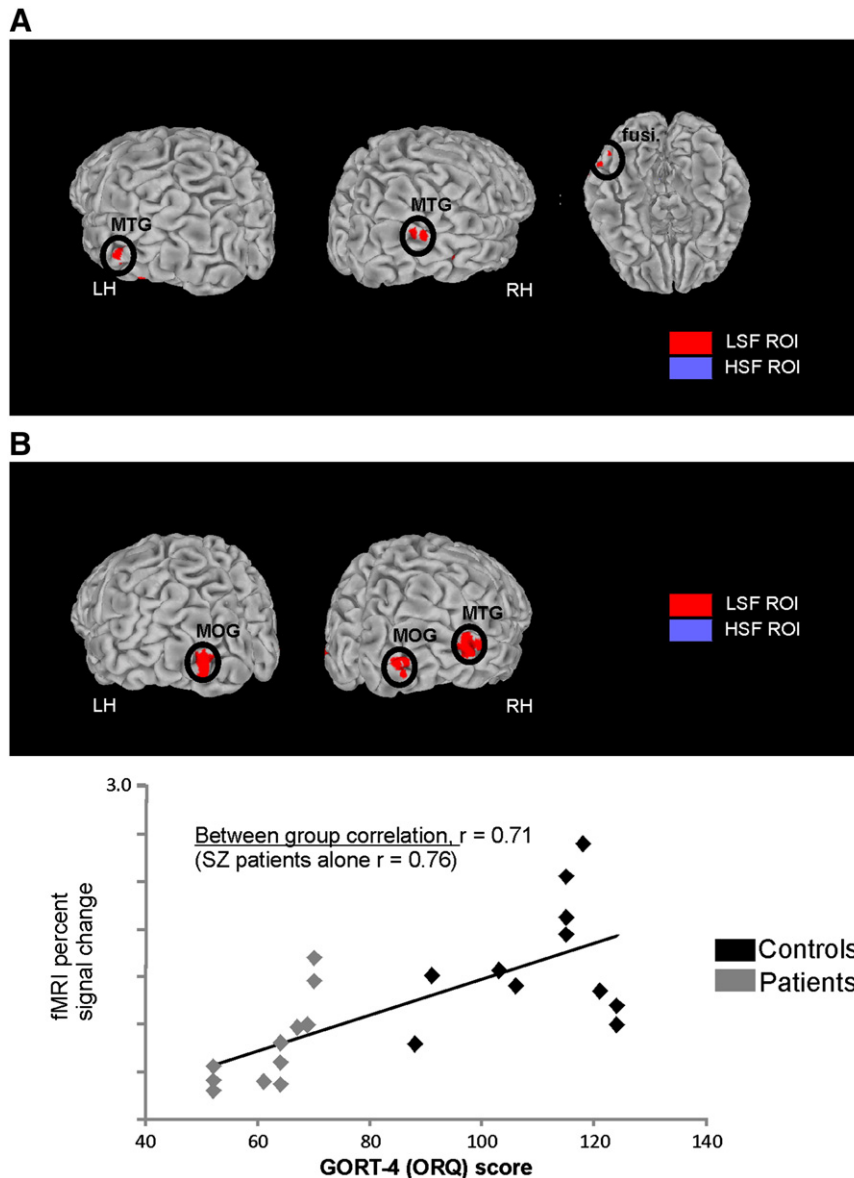 A
MTG
MTG
fusi.
LH
RH
LSF ROI
HSF ROI
B
MOG
MOG
MTG
LSF ROI
HSF ROI
LH
RH
3.0
Between group correlation, r = 0.71
(SZ patients alone r = 0.76)
fMRI percent
signal change
Controls
Patients
40 60 80 100 120 140
GORT-4 (ORQ) score